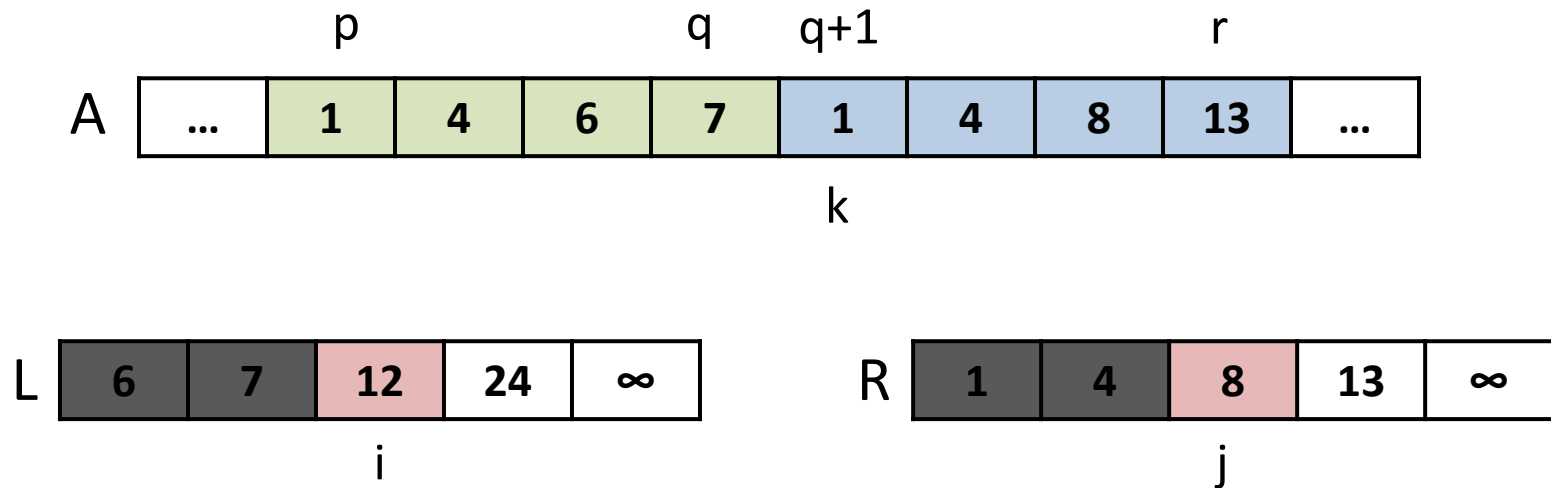 p q q+1 r
A ... 1 4 6 7 1 4 8 13 ...
k
L 6 7 12 24 ∞ R 1 4 8 13 ∞
i j